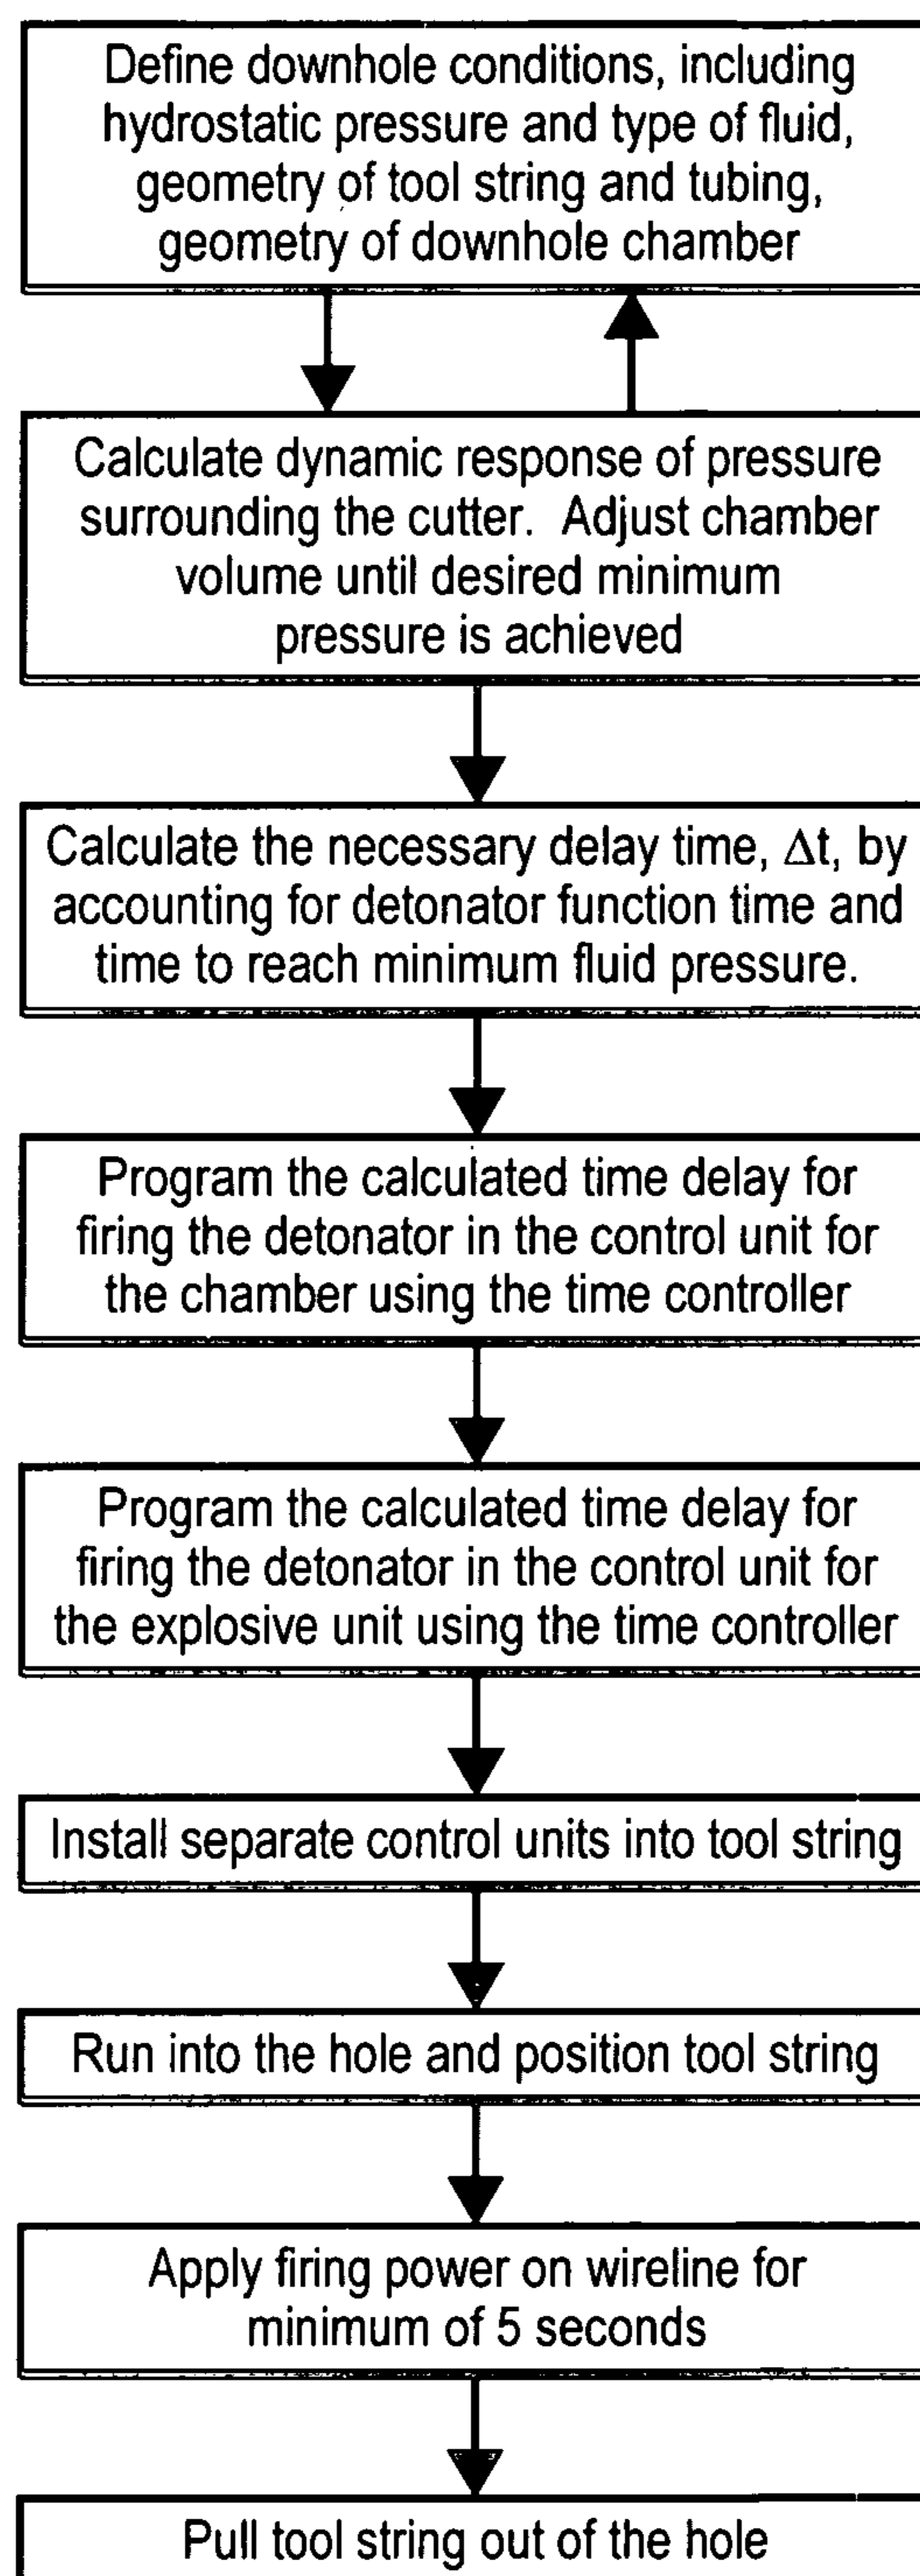 Define downhole conditions, including
hydrostatic pressure and type of fluid,
geometry of tool string and tubing,
geometry of downhole chamber
Calculate dynamic response of pressure
surrounding the cutter. Adjust chamber
volume until desired minimum
pressure is achieved
Calculate the necessary delay time, Δt, by
accounting for detonator function time and
time to reach minimum fluid pressure.
Program the calculated time delay for
firing the detonator in the control unit for
the chamber using the time controller
Program the calculated time delay for
firing the detonator in the control unit for
the explosive unit using the time controller
Install separate control units into tool string
Run into the hole and position tool string
Apply firing power on wireline for
minimum of 5 seconds
Pull tool string out of the hole